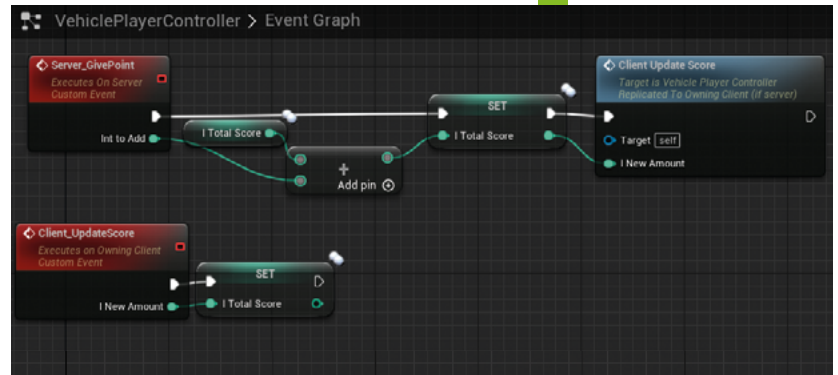 VehiclePlayerController > Event Graph
Server_GivePoint
Executes On Server
Custom Event
Int to Add
I Total Score
Add pin
SET
I Total Score
Client Update Score
Target is Vehicle Player Controller
Replicated To Owning Client (if server)
Target self
I New Amount
Client_UpdateScore
Executes on Owning Client
Custom Event
I New Amount
SET
I Total Score